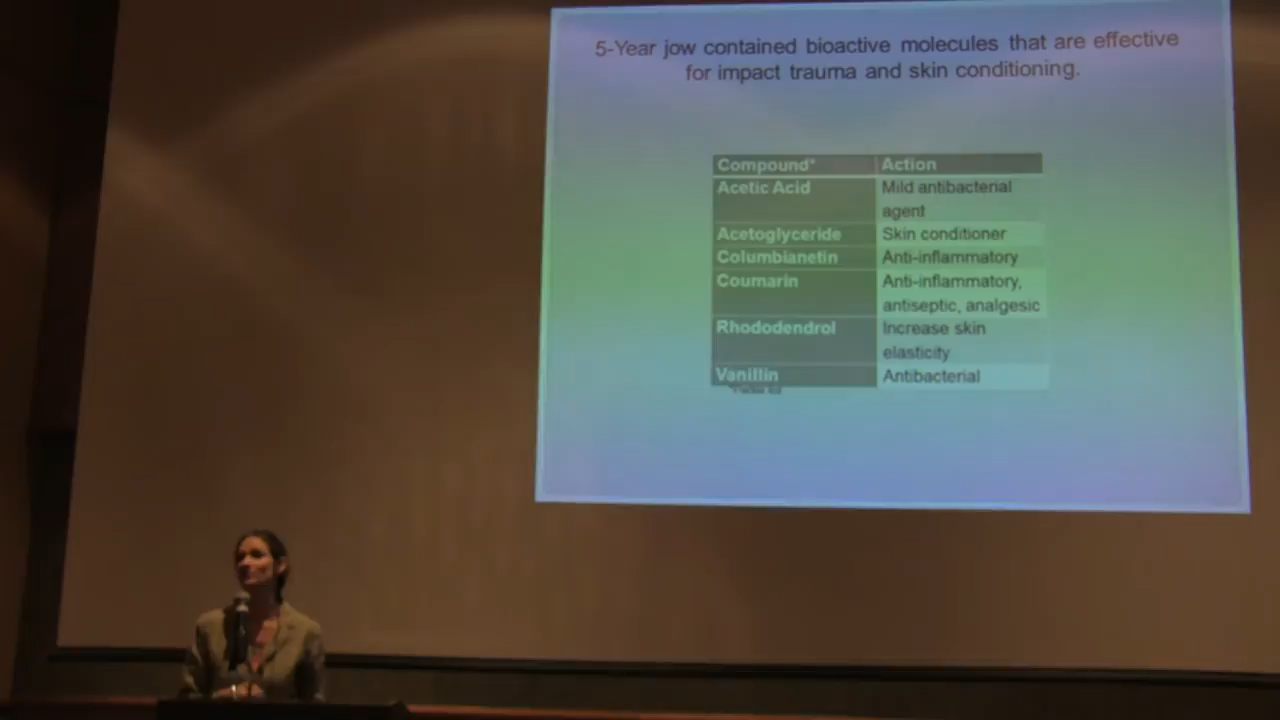 5-Year jow contained bioactive molecules that are effective
for impact trauma and skin conditioning.
Compound* Action
Acetic Acid Mild antibacterial
agent
Acetoglyceride Skin conditioner
Columbianetin Anti-inflammatory
Coumarin Anti-inflammatory,
antiseptic, analgesic
Rhododendrol Increase skin
elasticity
Vanillin Antibacterial